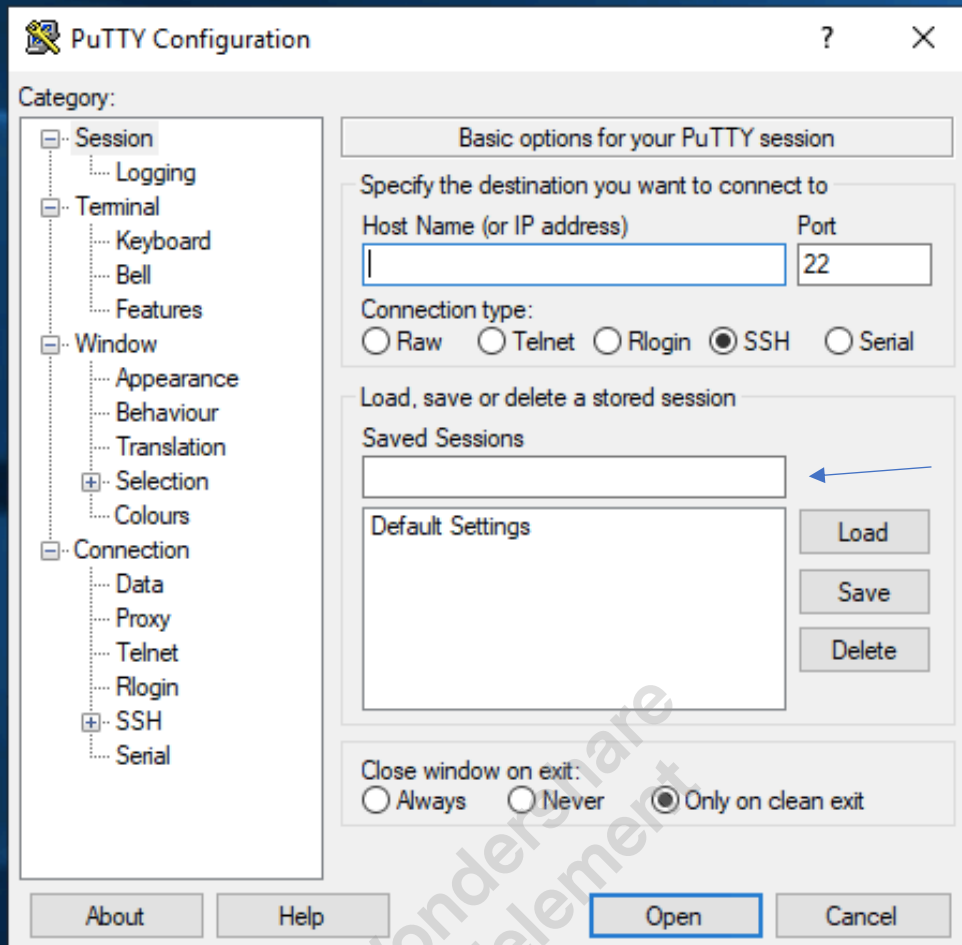 PuTTY Configuration
?
Category:
Session
Logging
Terminal
Keyboard
Bell
Features
Window
Appearance
Behaviour
Translation
Selection
Colours
Connection
Data
Proxy
Telnet
Rlogin
SSH
Serial
Basic options for your PuTTY session
Specify the destination you want to connect to
Host Name (or IP address) Port
22
Connection type:
Raw Telnet Rlogin SSH Serial
Load, save or delete a stored session
Saved Sessions
Default Settings
Load
Save
Delete
Close window on exit:
Always Never Only on clean exit
About Help Open Cancel